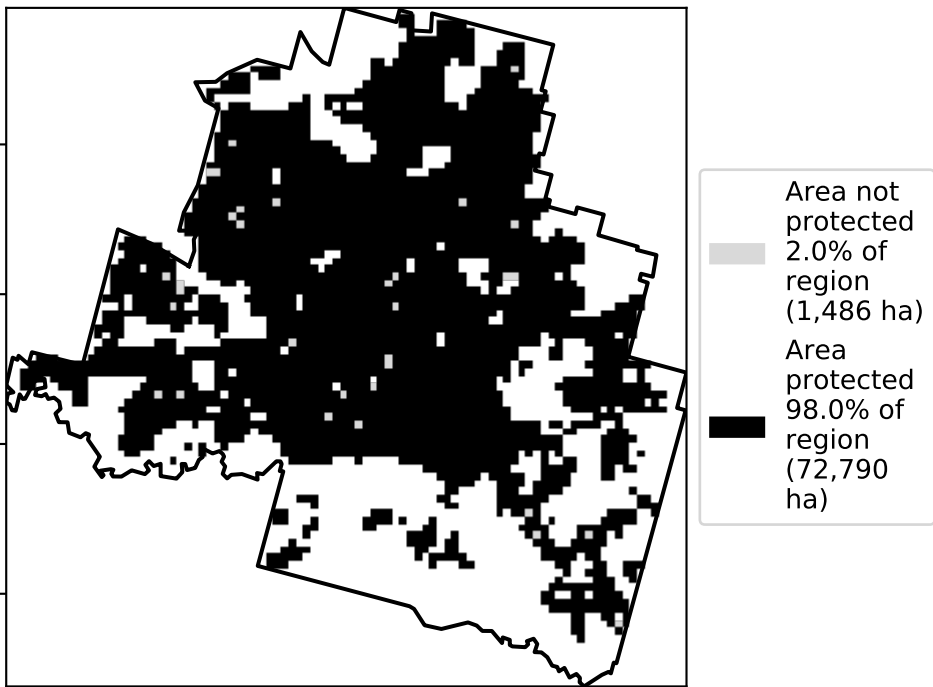 Area not
protected
2.0% of
region
(1,486 ha)
Area
protected
98.0% of
region
(72,790
ha)